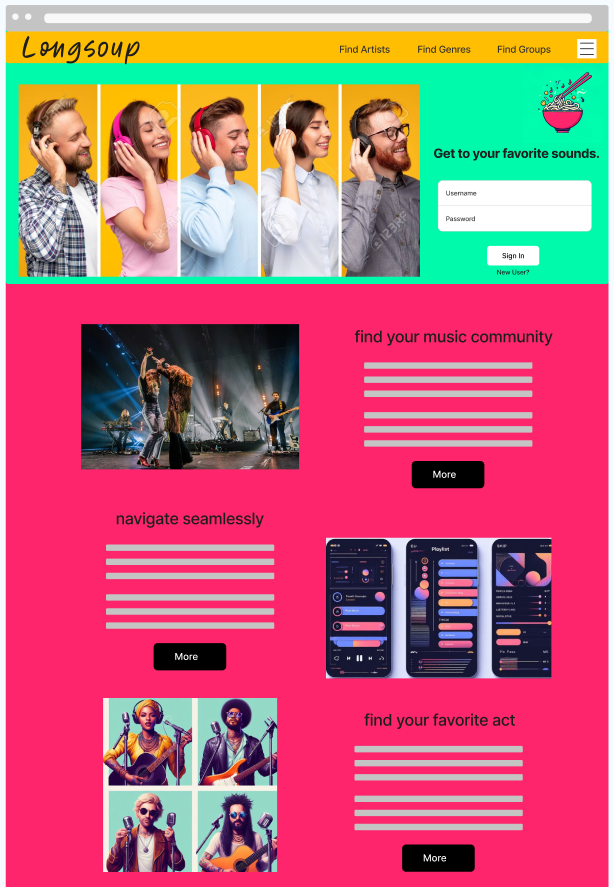 Longsoup
Find Artists
Find Genres
Find Groups
Get to your favorite sounds.
Username
Password
Sign In
New User?
find your music community
More
navigate seamlessly
More
Playlist
find your favorite act
More